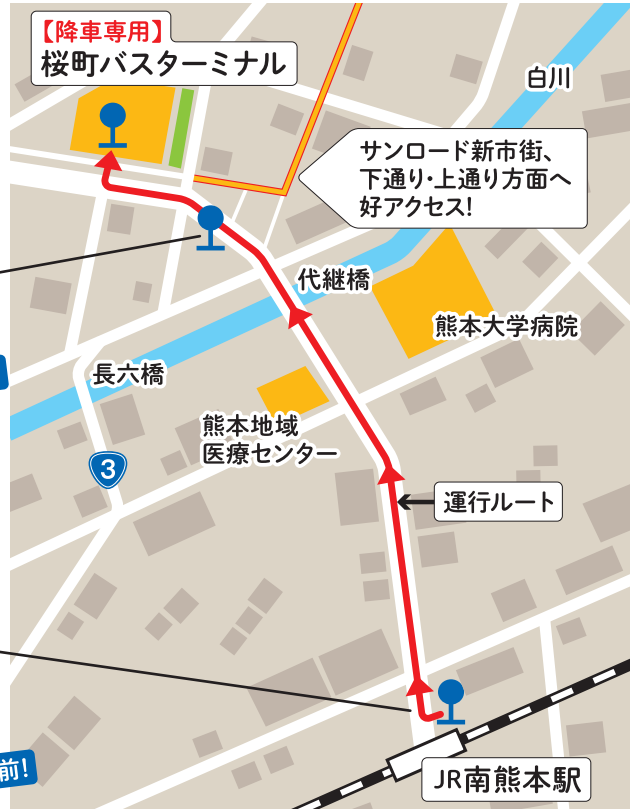 【降車専用】
桜町バスターミナル
白川
サンロード新市街、
下通り・上通り方面へ
好アクセス!
代継橋
熊本大学病院
長六橋
熊本地域
医療センター
3
運行ルート
前!
JR南熊本駅